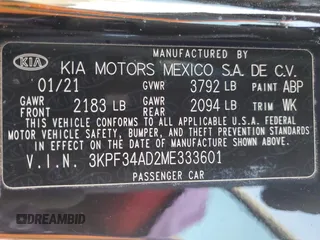 KIA KIA MOTORS MEXICO S.A. DE C.V.
01/21 GVWR 3792 LB PAINT ABP
GAWR FRONT 2183 LB GAWR REAR 2094 LB TRIM WK
THIS VEHICLE CONFORMS TO ALL APPLICABLE U.S. FEDERAL
MOTOR VEHICLE SAFETY, BUMPER, AND THEFT PREVENTION
STANDARDS IN EFFECT ON THE DATE OF MANUFACTURE
SHOWN ABOVE.
V.I.N. 3KPF34AD2ME333601
PASSENGER CAR
DREAMBID